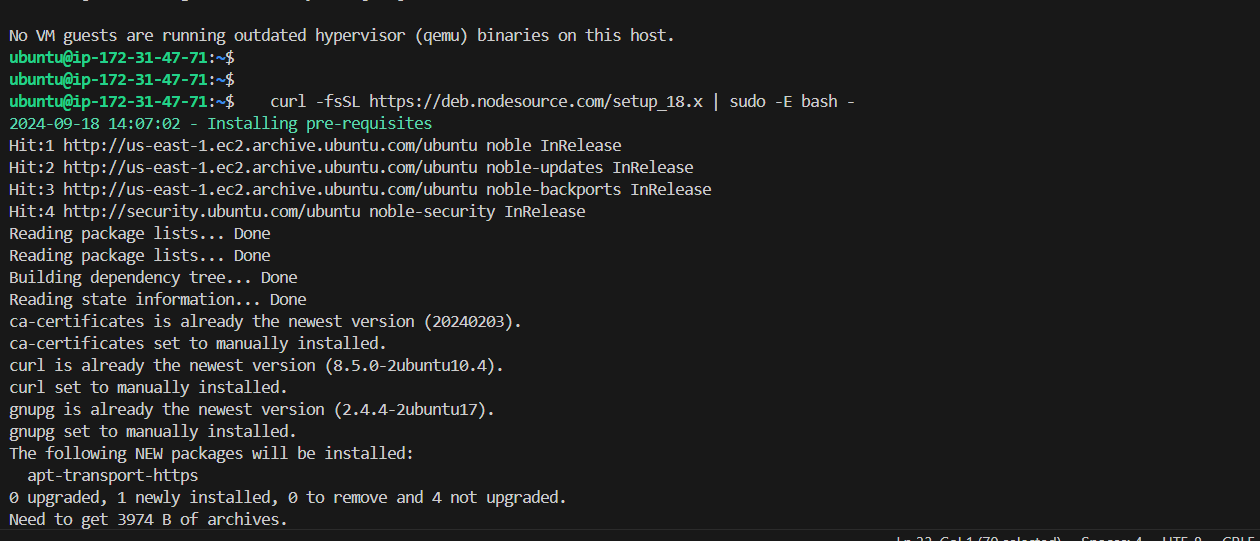 No VM guests are running outdated hypervisor (qemu) binaries on this host.
ubuntu@ip-172-31-47-71:~$
ubuntu@ip-172-31-47-71:~$
ubuntu@ip-172-31-47-71:~$    curl -fsSL https://deb.nodesource.com/setup_18.x | sudo -E bash -
2024-09-18 14:07:02 - Installing pre-requisites
Hit:1 http://us-east-1.ec2.archive.ubuntu.com/ubuntu noble InRelease
Hit:2 http://us-east-1.ec2.archive.ubuntu.com/ubuntu noble-updates InRelease
Hit:3 http://us-east-1.ec2.archive.ubuntu.com/ubuntu noble-backports InRelease
Hit:4 http://security.ubuntu.com/ubuntu noble-security InRelease
Reading package lists... Done
Reading package lists... Done
Building dependency tree... Done
Reading state information... Done
ca-certificates is already the newest version (20240203).
ca-certificates set to manually installed.
curl is already the newest version (8.5.0-2ubuntu10.4).
curl set to manually installed.
gnupg is already the newest version (2.4.4-2ubuntu17).
gnupg set to manually installed.
The following NEW packages will be installed:
  apt-transport-https
0 upgraded, 1 newly installed, 0 to remove and 4 not upgraded.
Need to get 3974 B of archives.